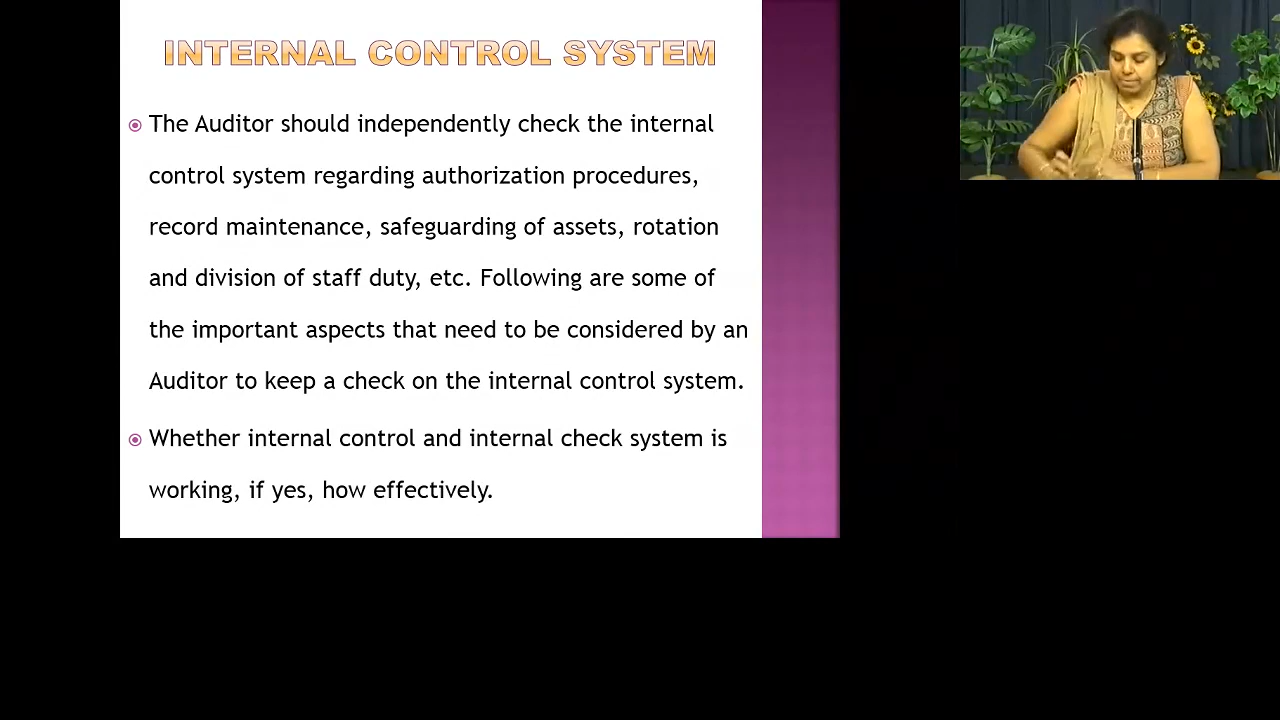 INTERNAL CONTROL SYSTEM
The Auditor should independently check the internal
control system regarding authorization procedures,
record maintenance, safeguarding of assets, rotation
and division of staff duty, etc. Following are some of
the important aspects that need to be considered by an
Auditor to keep a check on the internal control system.
Whether internal control and internal check system is
working, if yes, how effectively.